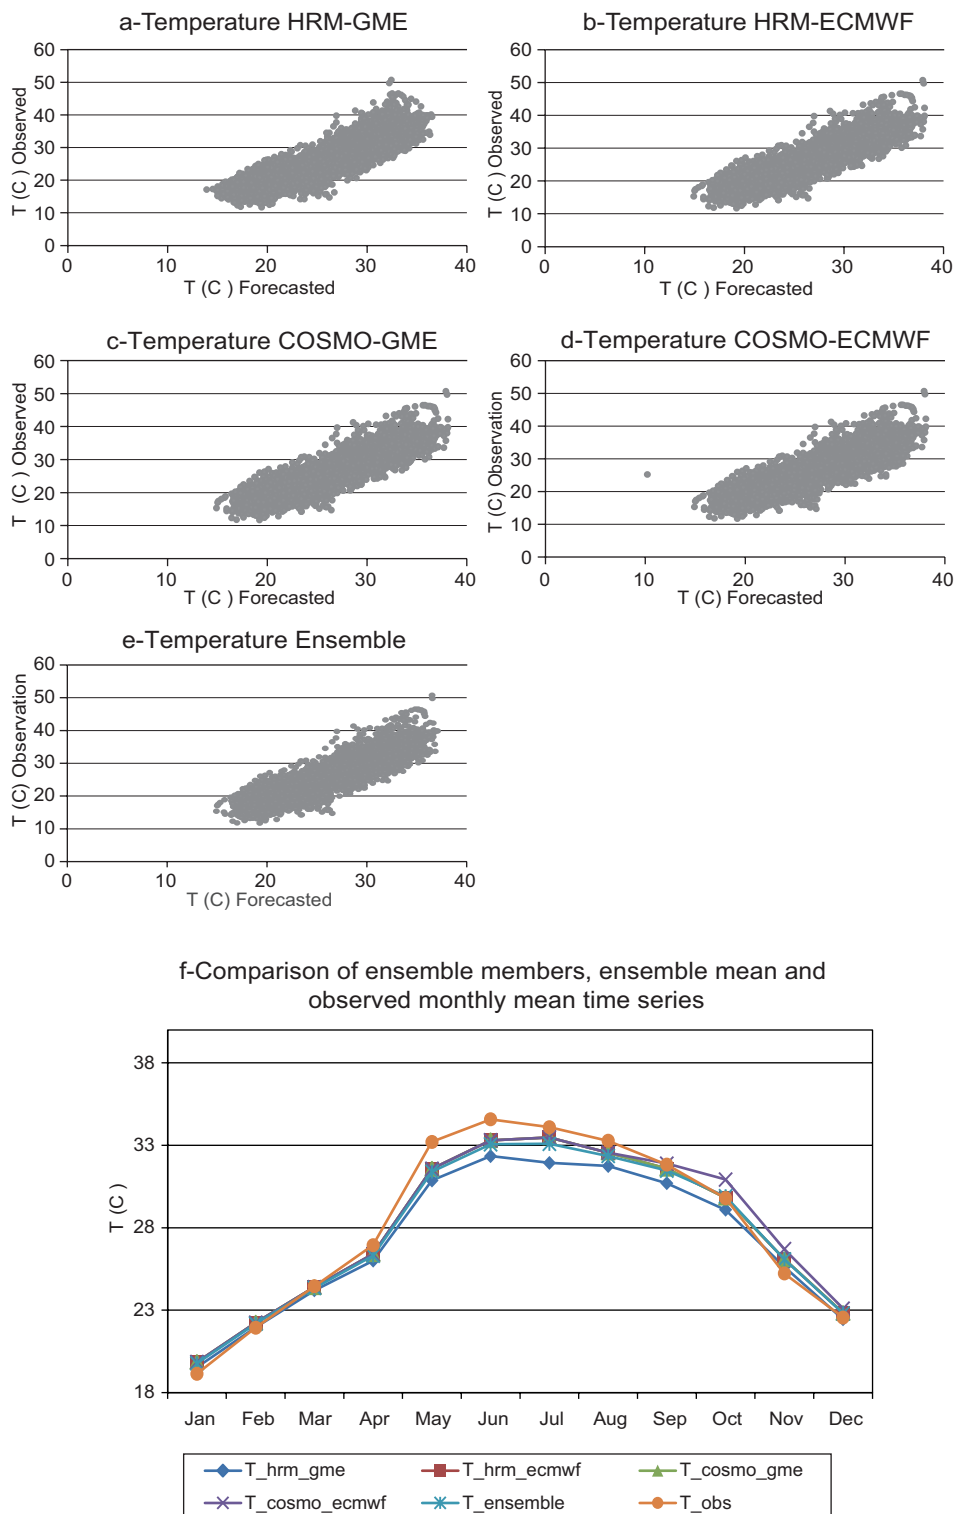 a-Temperature HRM-GME
60
50
40
30
20
10
0
T (C ) Observed
0 10 20 30 40
T (C ) Forecasted
b-Temperature HRM-ECMWF
60
50
40
30
20
10
0
T (C ) Observed
0 10 20 30 40
T (C ) Forecasted
c-Temperature COSMO-GME
60
50
40
30
20
10
0
T (C ) Observed
0 10 20 30 40
T (C ) Forecasted
d-Temperature COSMO-ECMWF
60
50
40
30
20
10
0
T (C) Observation
0 10 20 30 40
T (C) Forecasted
e-Temperature Ensemble
60
50
40
30
20
10
0
T (C) Observation
0 10 20 30 40
T (C) Forecasted
f-Comparison of ensemble members, ensemble mean and
observed monthly mean time series
38
33
28
23
18
T (C )
Jan Feb Mar Apr May Jun Jul Aug Sep Oct Nov Dec
T_hrm_gme T_hrm_ecmwf T_cosmo_gme
T_cosmo_ecmwf T_ensemble T_obs